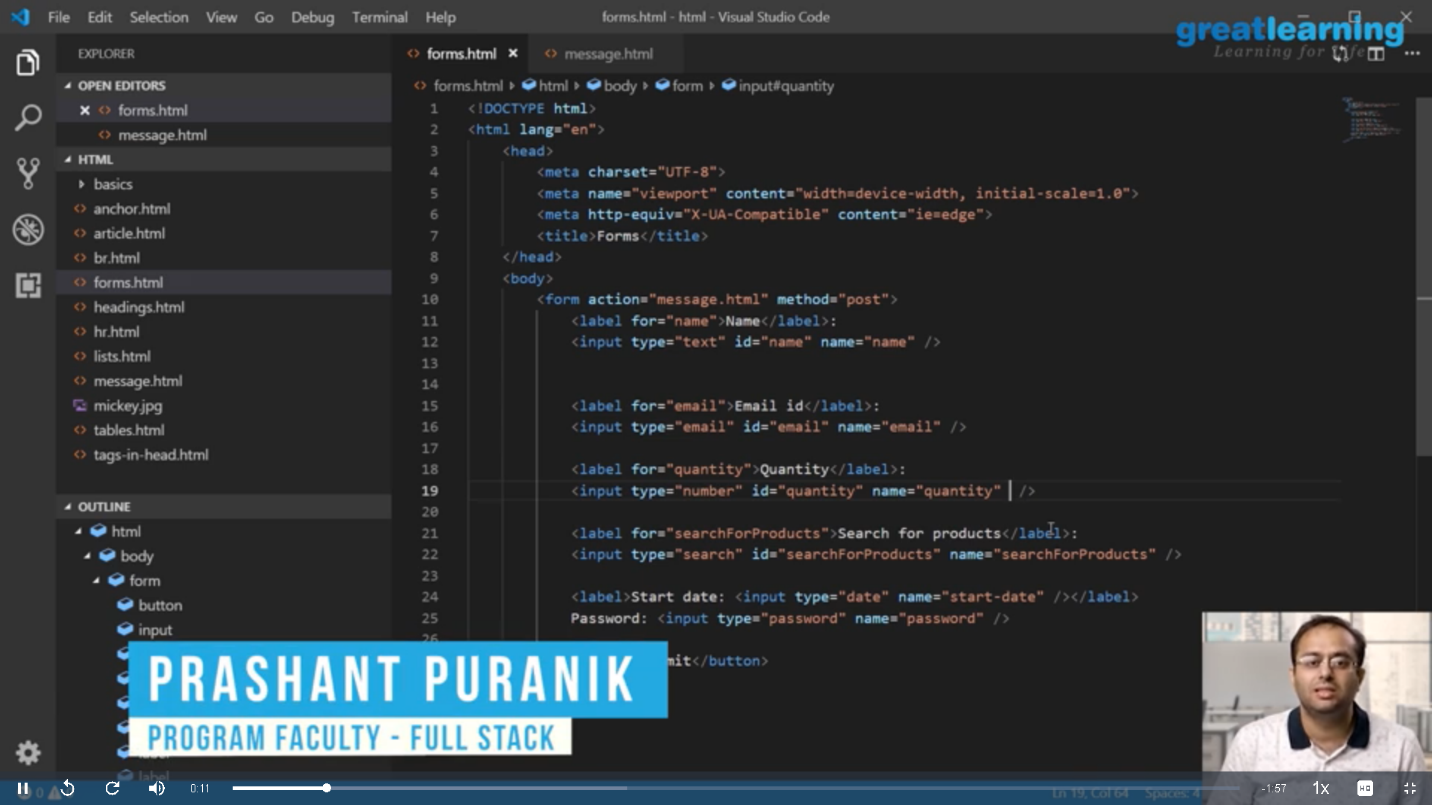 File Edit Selection View Go Debug Terminal Help
forms.html - html - Visual Studio Code
greatlearning
Learning for Life
EXPLORER
OPEN EDITORS
forms.html
message.html
HTML
basics
anchor.html
article.html
br.html
forms.html
headings.html
hr.html
lists.html
message.html
mickey.jpg
tables.html
tags-in-head.html
OUTLINE
html
body
form
button
input
label
label
forms.html message.html
forms.html html body form input#quantity
1 <!DOCTYPE html>
2 <html lang="en">
3 <head>
4 <meta charset="UTF-8">
5 <meta name="viewport" content="width=device-width, initial-scale=1.0">
6 <meta http-equiv="X-UA-Compatible" content="ie=edge">
7 <title>Forms</title>
8 </head>
9 <body>
10 <form action="message.html" method="post">
11 <label for="name">Name</label>:
12 <input type="text" id="name" name="name" />
13
14
15 <label for="email">Email id</label>:
16 <input type="email" id="email" name="email" />
17
18 <label for="quantity">Quantity</label>:
19 <input type="number" id="quantity" name="quantity" />
20
21 <label for="searchForProducts">Search for products</label>:
22 <input type="search" id="searchForProducts" name="searchForProducts" />
23
24 <label>Start date: <input type="date" name="start-date" /></label>
25 Password: <input type="password" name="password" />
26
mit</button>
PRASHANT PURANIK
PROGRAM FACULTY - FULL STACK
0:11
-1:57
1x
HQ
0
Ln 19, Col 64 Spaces: 4